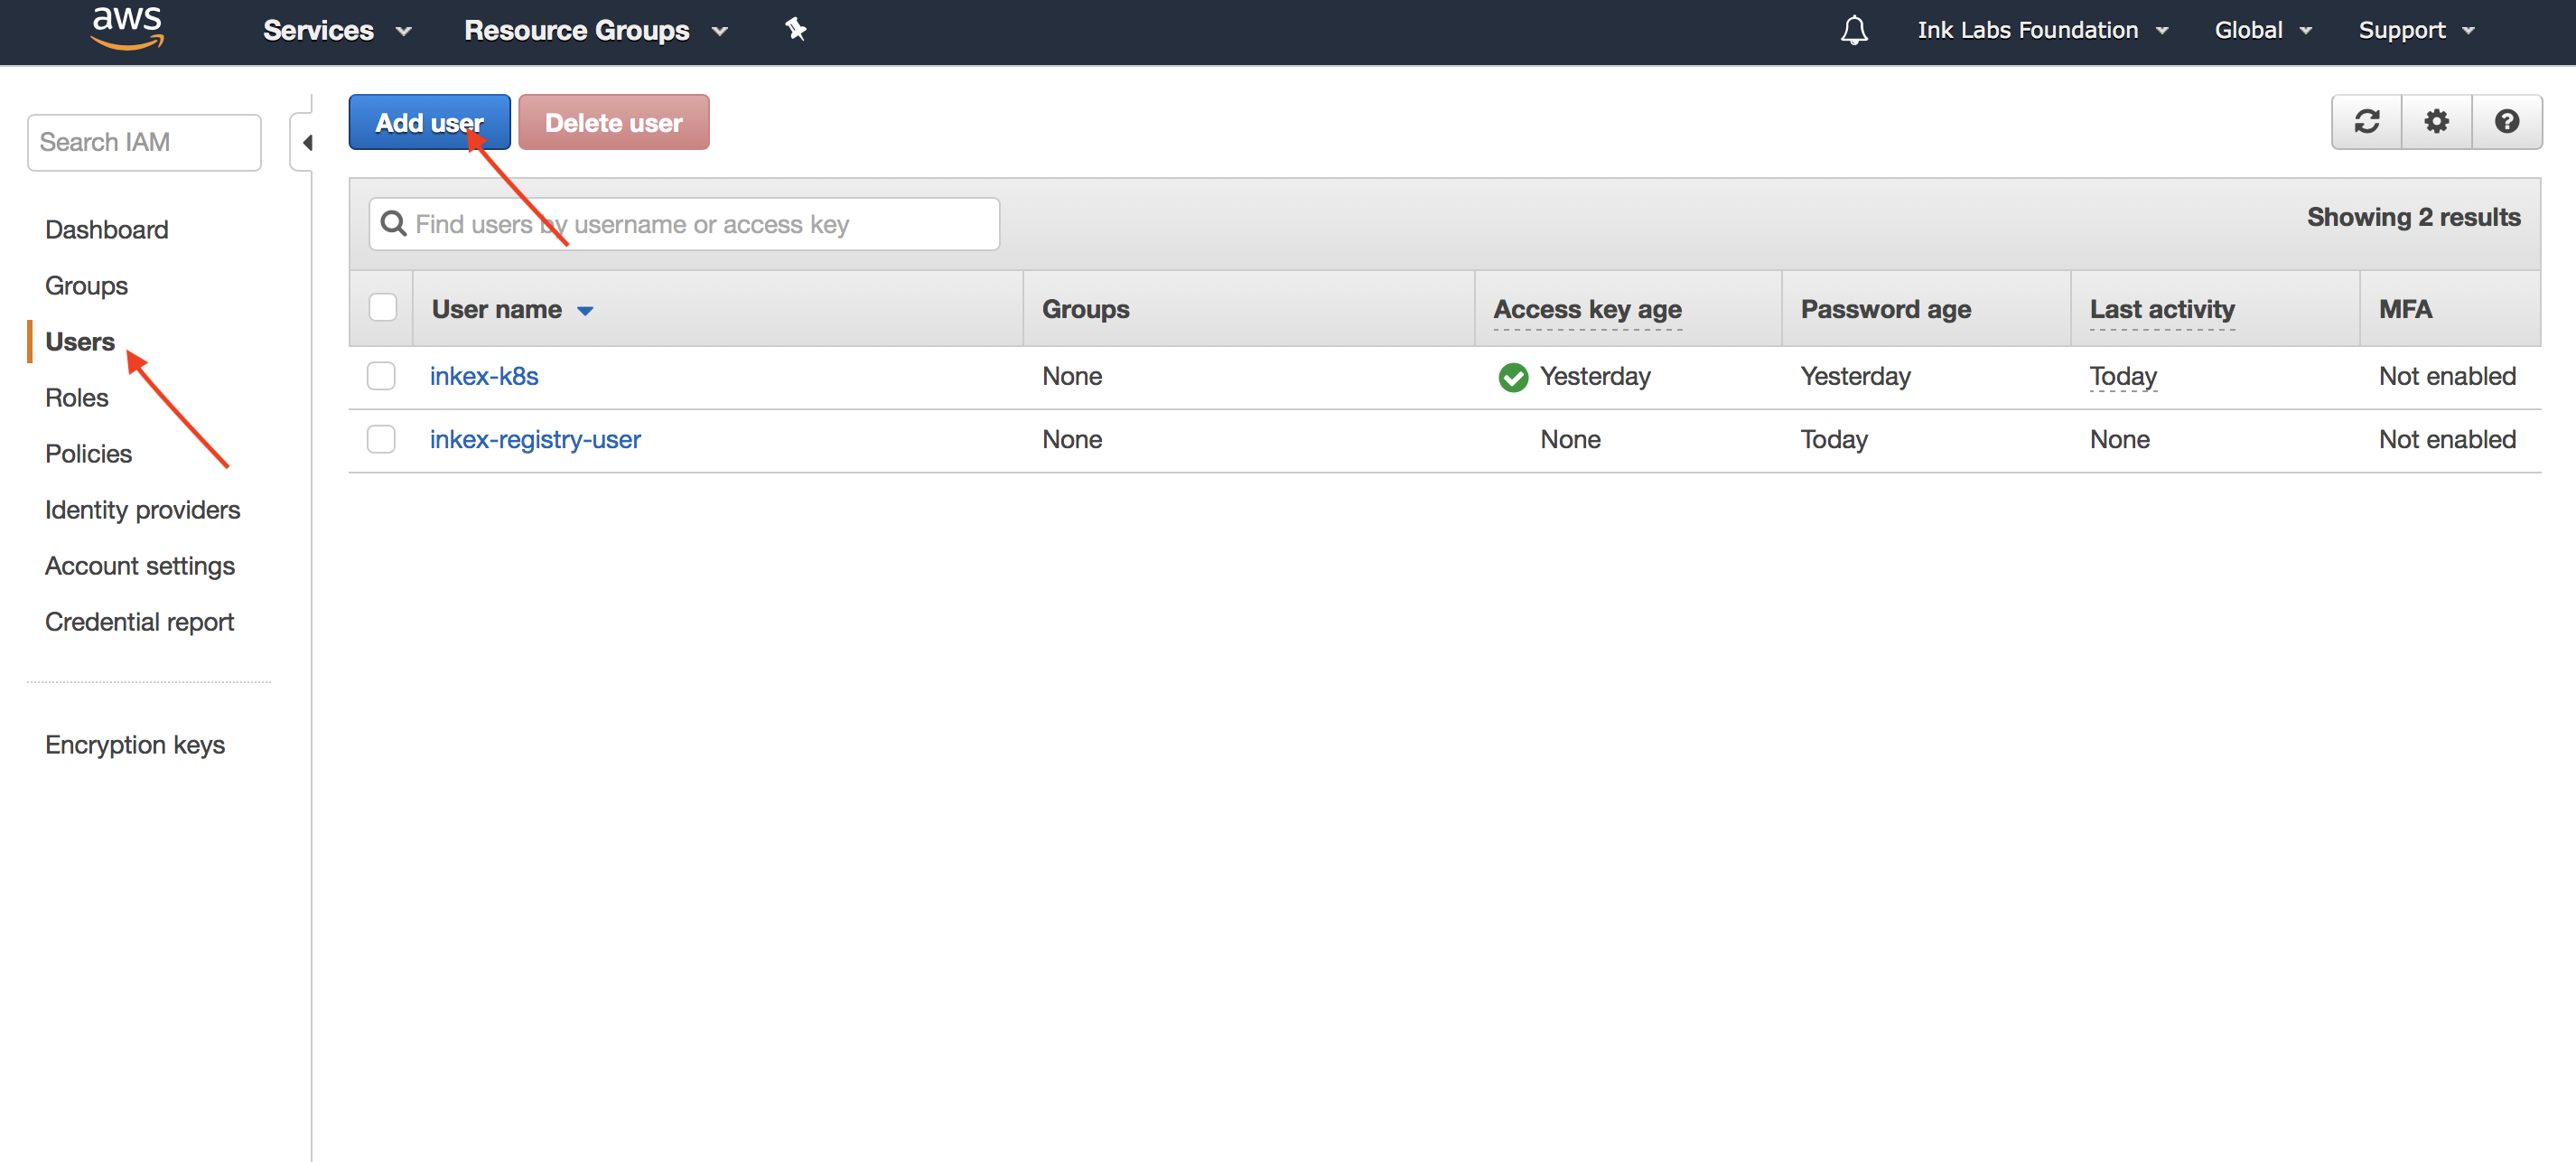 aws Services Resource Groups Ink Labs Foundation Global Support
Search IAM
Dashboard
Groups
Users
Roles
Policies
Identity providers
Account settings
Credential report
Encryption keys
Add user Delete user
Find users by username or access key Showing 2 results
User name Groups Access key age Password age Last activity MFA
inkex-k8s None Yesterday Yesterday Today Not enabled
inkex-registry-user None None Today None Not enabled